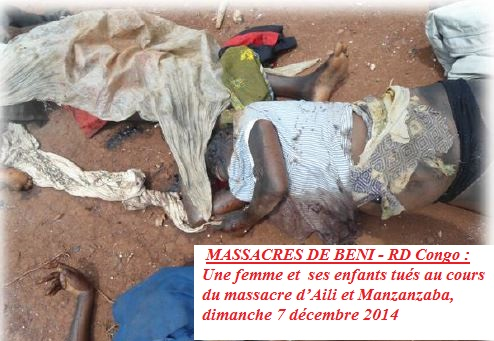 MASSACRES DE BENI - RD Congo :
Une femme et ses enfants tués au cours
du massacre d’Aili et Manzanzaba,
dimanche 7 décembre 2014